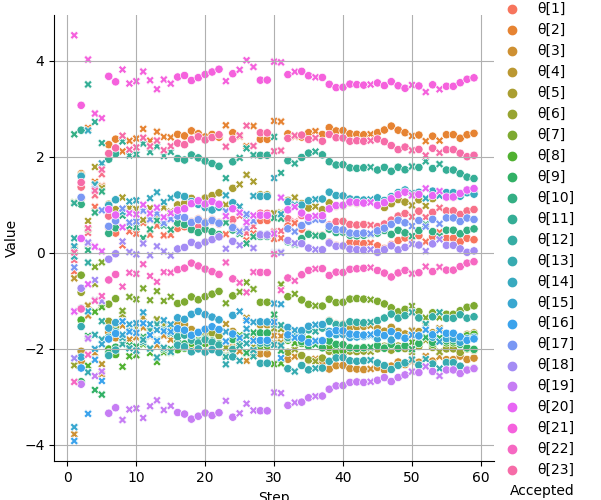 4
2
0
−2
−4
Value
0
10
20
30
40
50
60
Step
θ[1]
θ[2]
θ[3]
θ[4]
θ[5]
θ[6]
θ[7]
θ[8]
θ[9]
θ[10]
θ[11]
θ[12]
θ[13]
θ[14]
θ[15]
θ[16]
θ[17]
θ[18]
θ[19]
θ[20]
θ[21]
θ[22]
θ[23]
Accepted